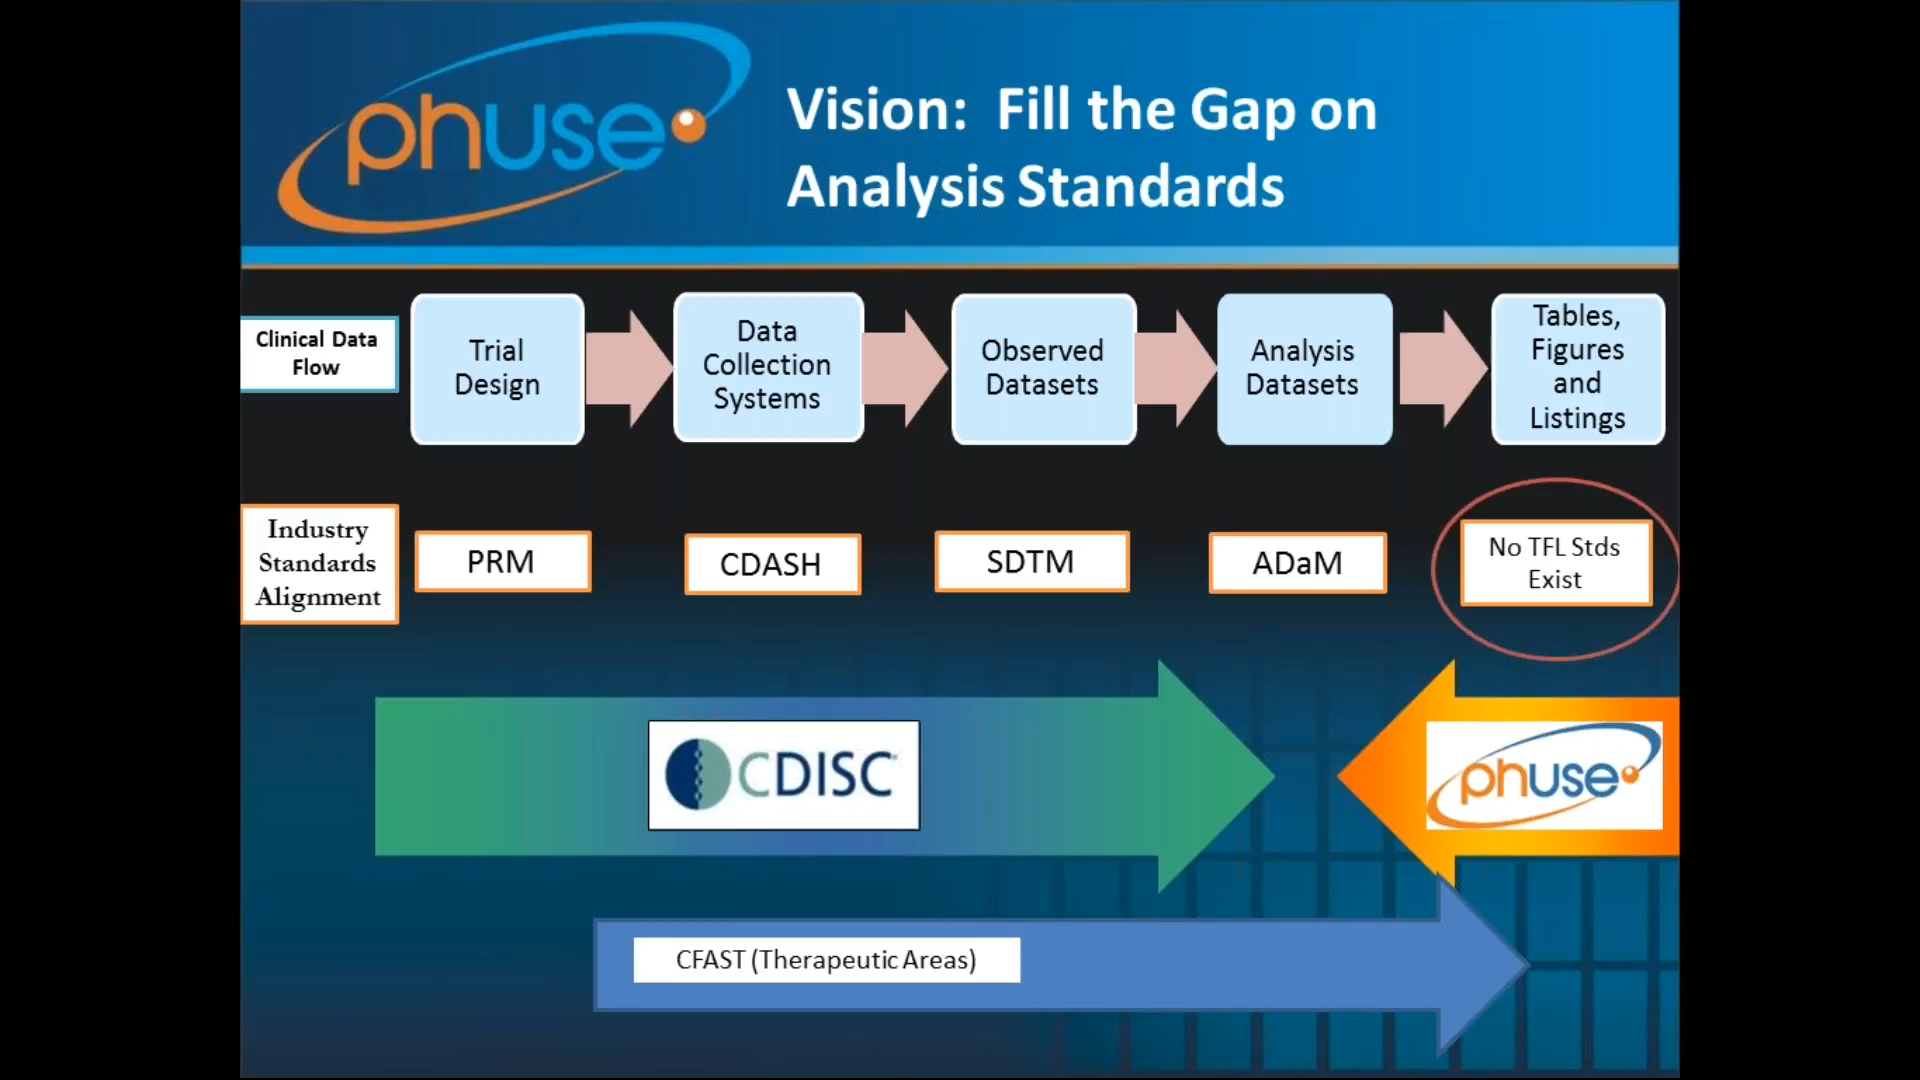 phuse
Vision: Fill the Gap on
Analysis Standards
Clinical Data
Flow
Trial
Design
Data
Collection
Systems
Observed
Datasets
Analysis
Datasets
Tables,
Figures
and
Listings
Industry
Standards
Alignment
PRM
CDASH
SDTM
ADaM
No TFL Stds
Exist
CDISC
phuse
CFAST (Therapeutic Areas)